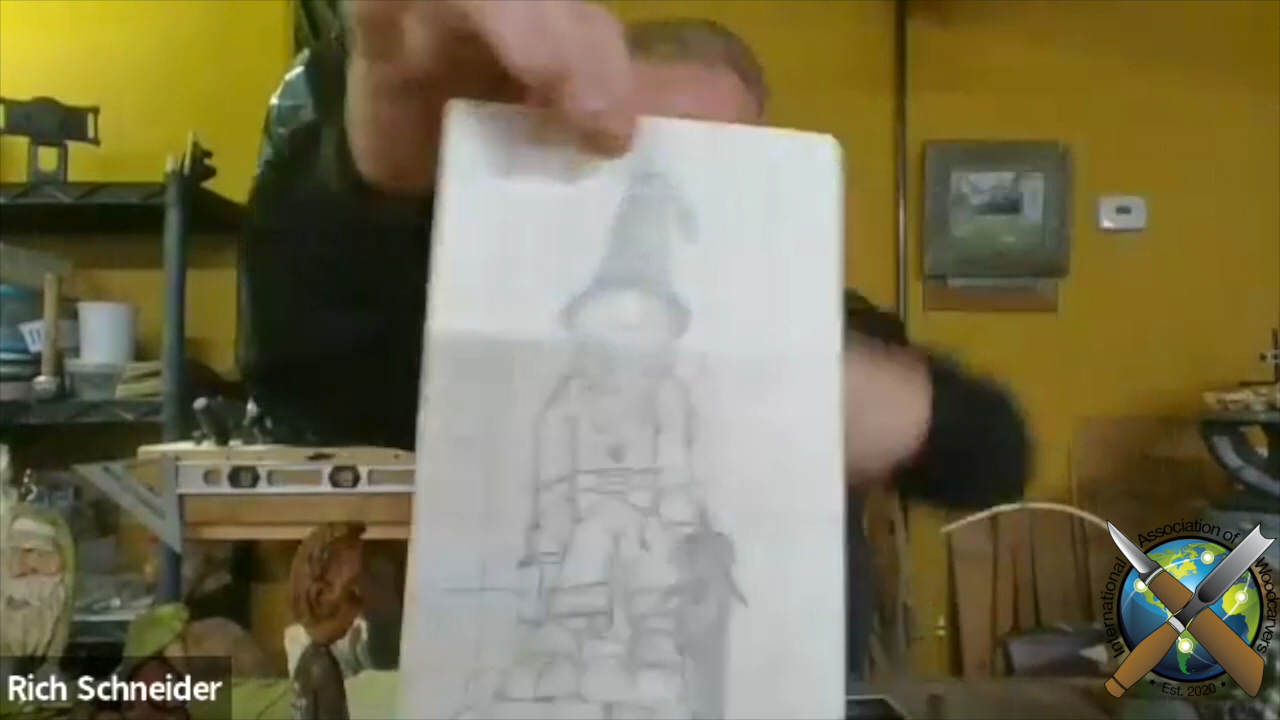 Rich Schneider
International Association of Woodcarvers
Est. 2020